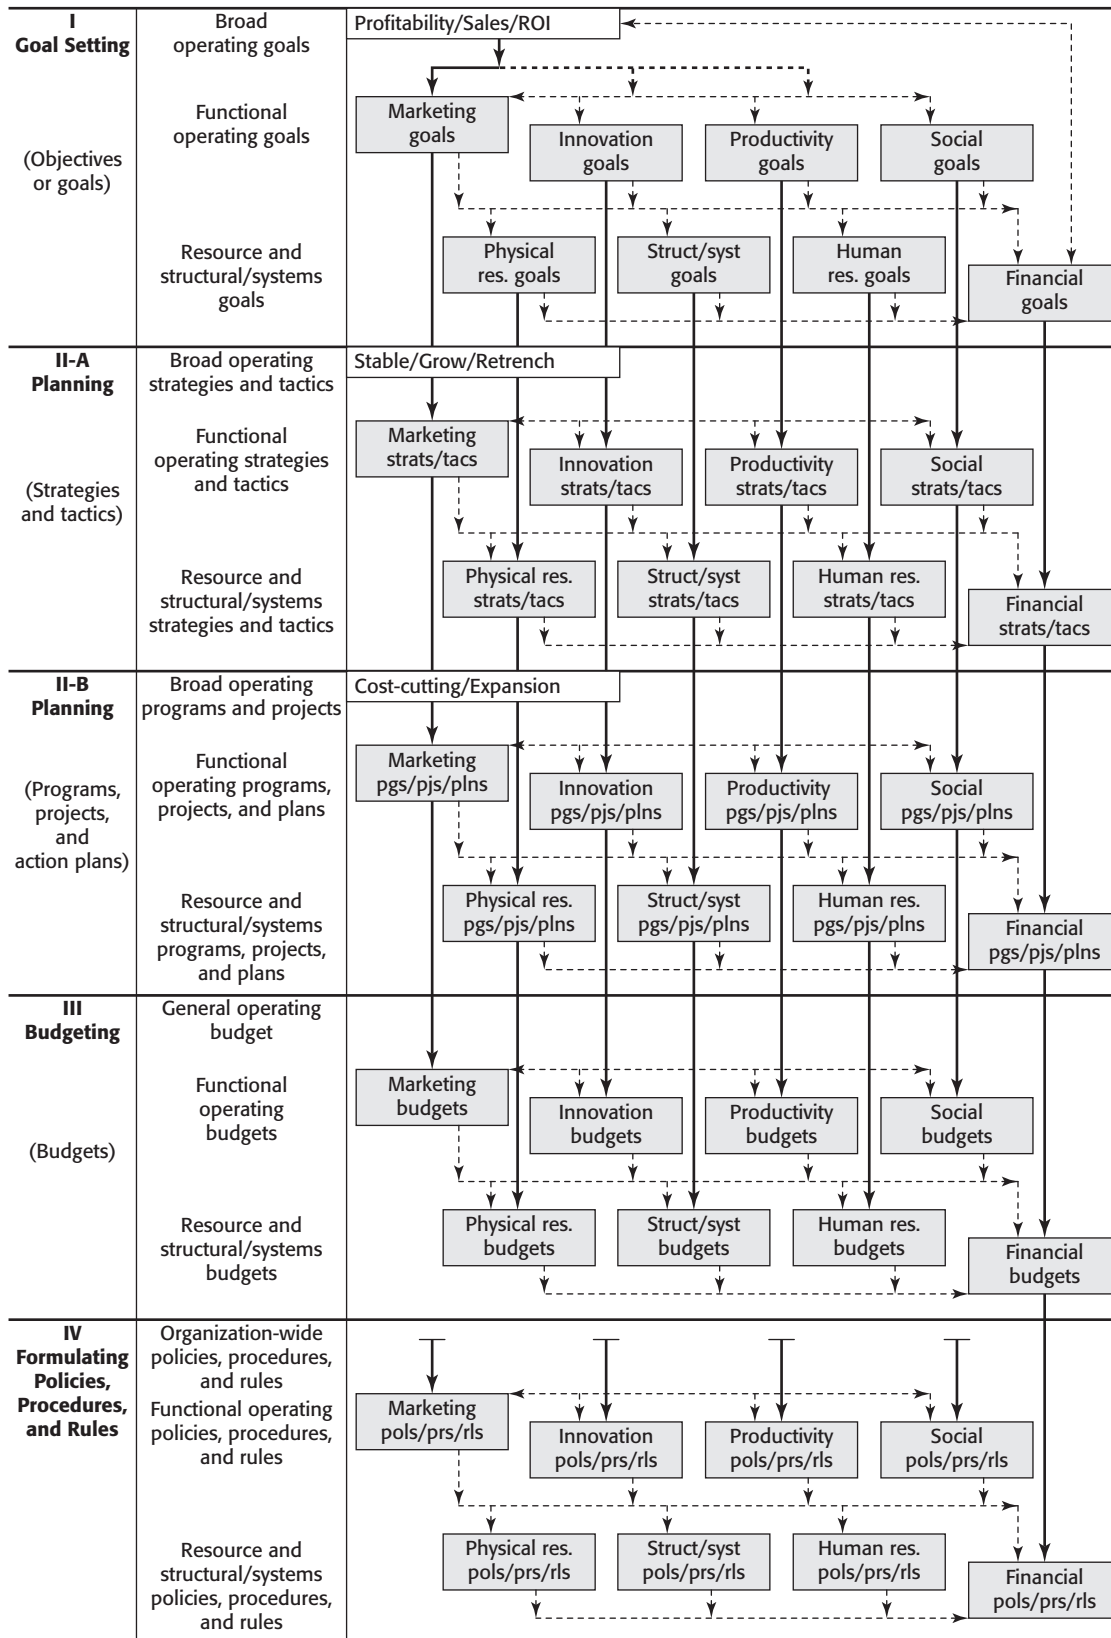 I
Goal Setting
Broad
operating goals
Profitability/Sales/ROI
(Objectives
or goals)
Functional
operating goals
Marketing
goals
Innovation
goals
Productivity
goals
Social
goals
Resource and
structural/systems
goals
Physical
res. goals
Struct/syst
goals
Human
res. goals
Financial
goals
II-A
Planning
Broad operating
strategies and tactics
Stable/Grow/Retrench
(Strategies
and tactics)
Functional
operating strategies
and tactics
Marketing
strats/tacs
Innovation
strats/tacs
Productivity
strats/tacs
Social
strats/tacs
Resource and
structural/systems
strategies and tactics
Physical res.
strats/tacs
Struct/syst
strats/tacs
Human res.
strats/tacs
Financial
strats/tacs
II-B
Planning
Broad operating
programs and projects
Cost-cutting/Expansion
(Programs,
projects,
and
action plans)
Functional
operating programs,
projects, and plans
Marketing
pgs/pjs/plns
Innovation
pgs/pjs/plns
Productivity
pgs/pjs/plns
Social
pgs/pjs/plns
Resource and
structural/systems
programs, projects,
and plans
Physical res.
pgs/pjs/plns
Struct/syst
pgs/pjs/plns
Human res.
pgs/pjs/plns
Financial
pgs/pjs/plns
III
Budgeting
General operating
budget
(Budgets)
Functional
operating
budgets
Marketing
budgets
Innovation
budgets
Productivity
budgets
Social
budgets
Resource and
structural/systems
budgets
Physical res.
budgets
Struct/syst
budgets
Human res.
budgets
Financial
budgets
IV
Formulating
Policies,
Procedures,
and Rules
Organization-wide
policies, procedures,
and rules
Functional operating
policies, procedures,
and rules
Marketing
pols/prs/rls
Innovation
pols/prs/rls
Productivity
pols/prs/rls
Social
pols/prs/rls
Resource and
structural/systems
policies, procedures,
and rules
Physical res.
pols/prs/rls
Struct/syst
pols/prs/rls
Human res.
pols/prs/rls
Financial
pols/prs/rls